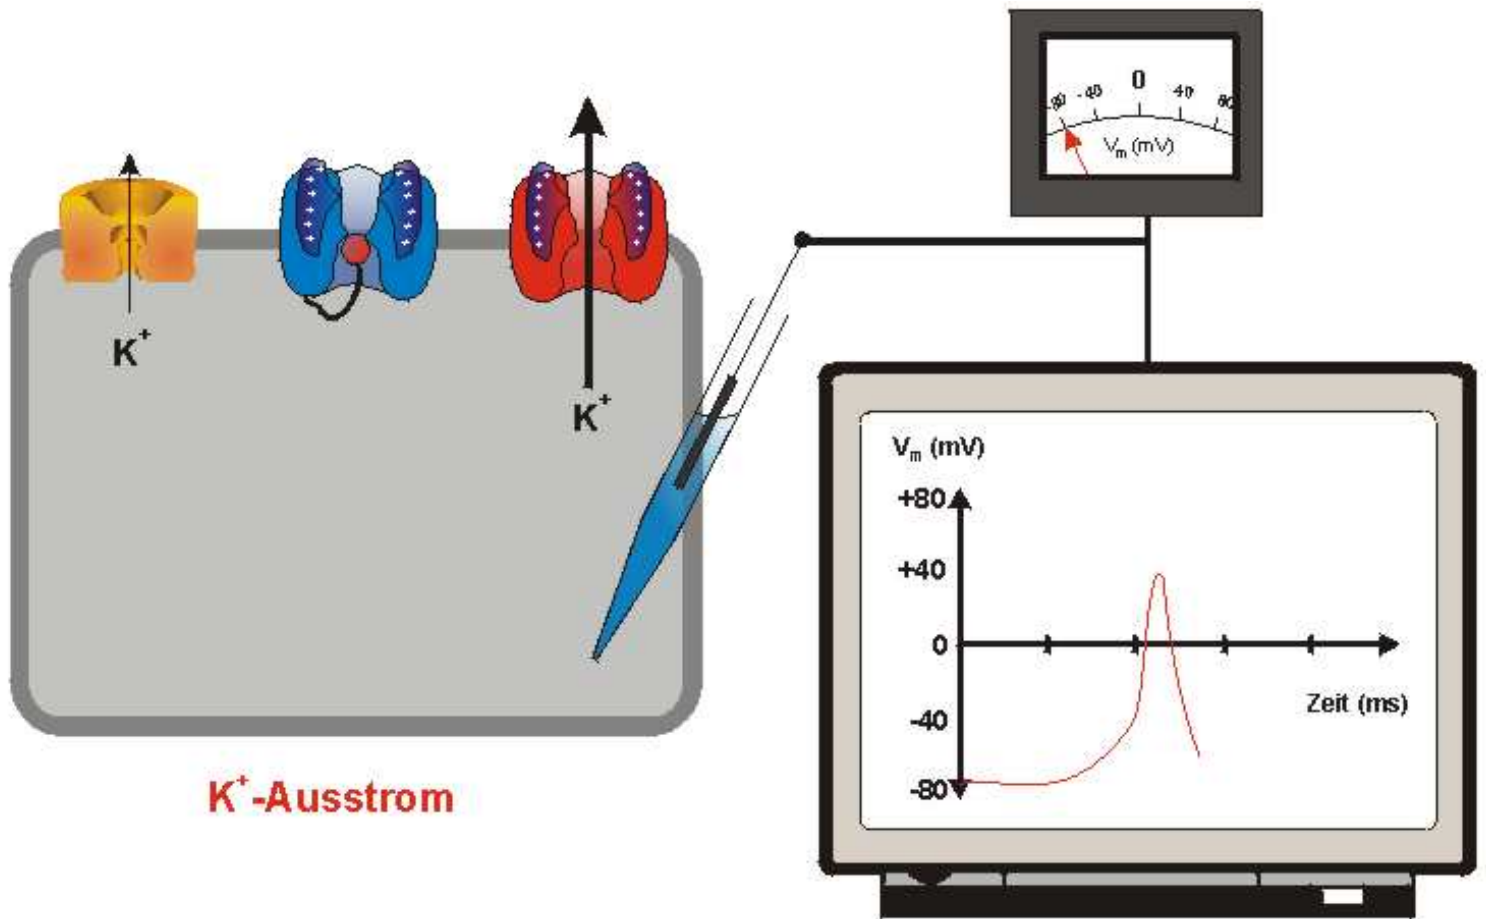 -80 -40 0 40 80
Vm (mV)
K+
K+
K+-Ausstrom
Vm (mV)
+80
+40
0
-40
-80
Zeit (ms)